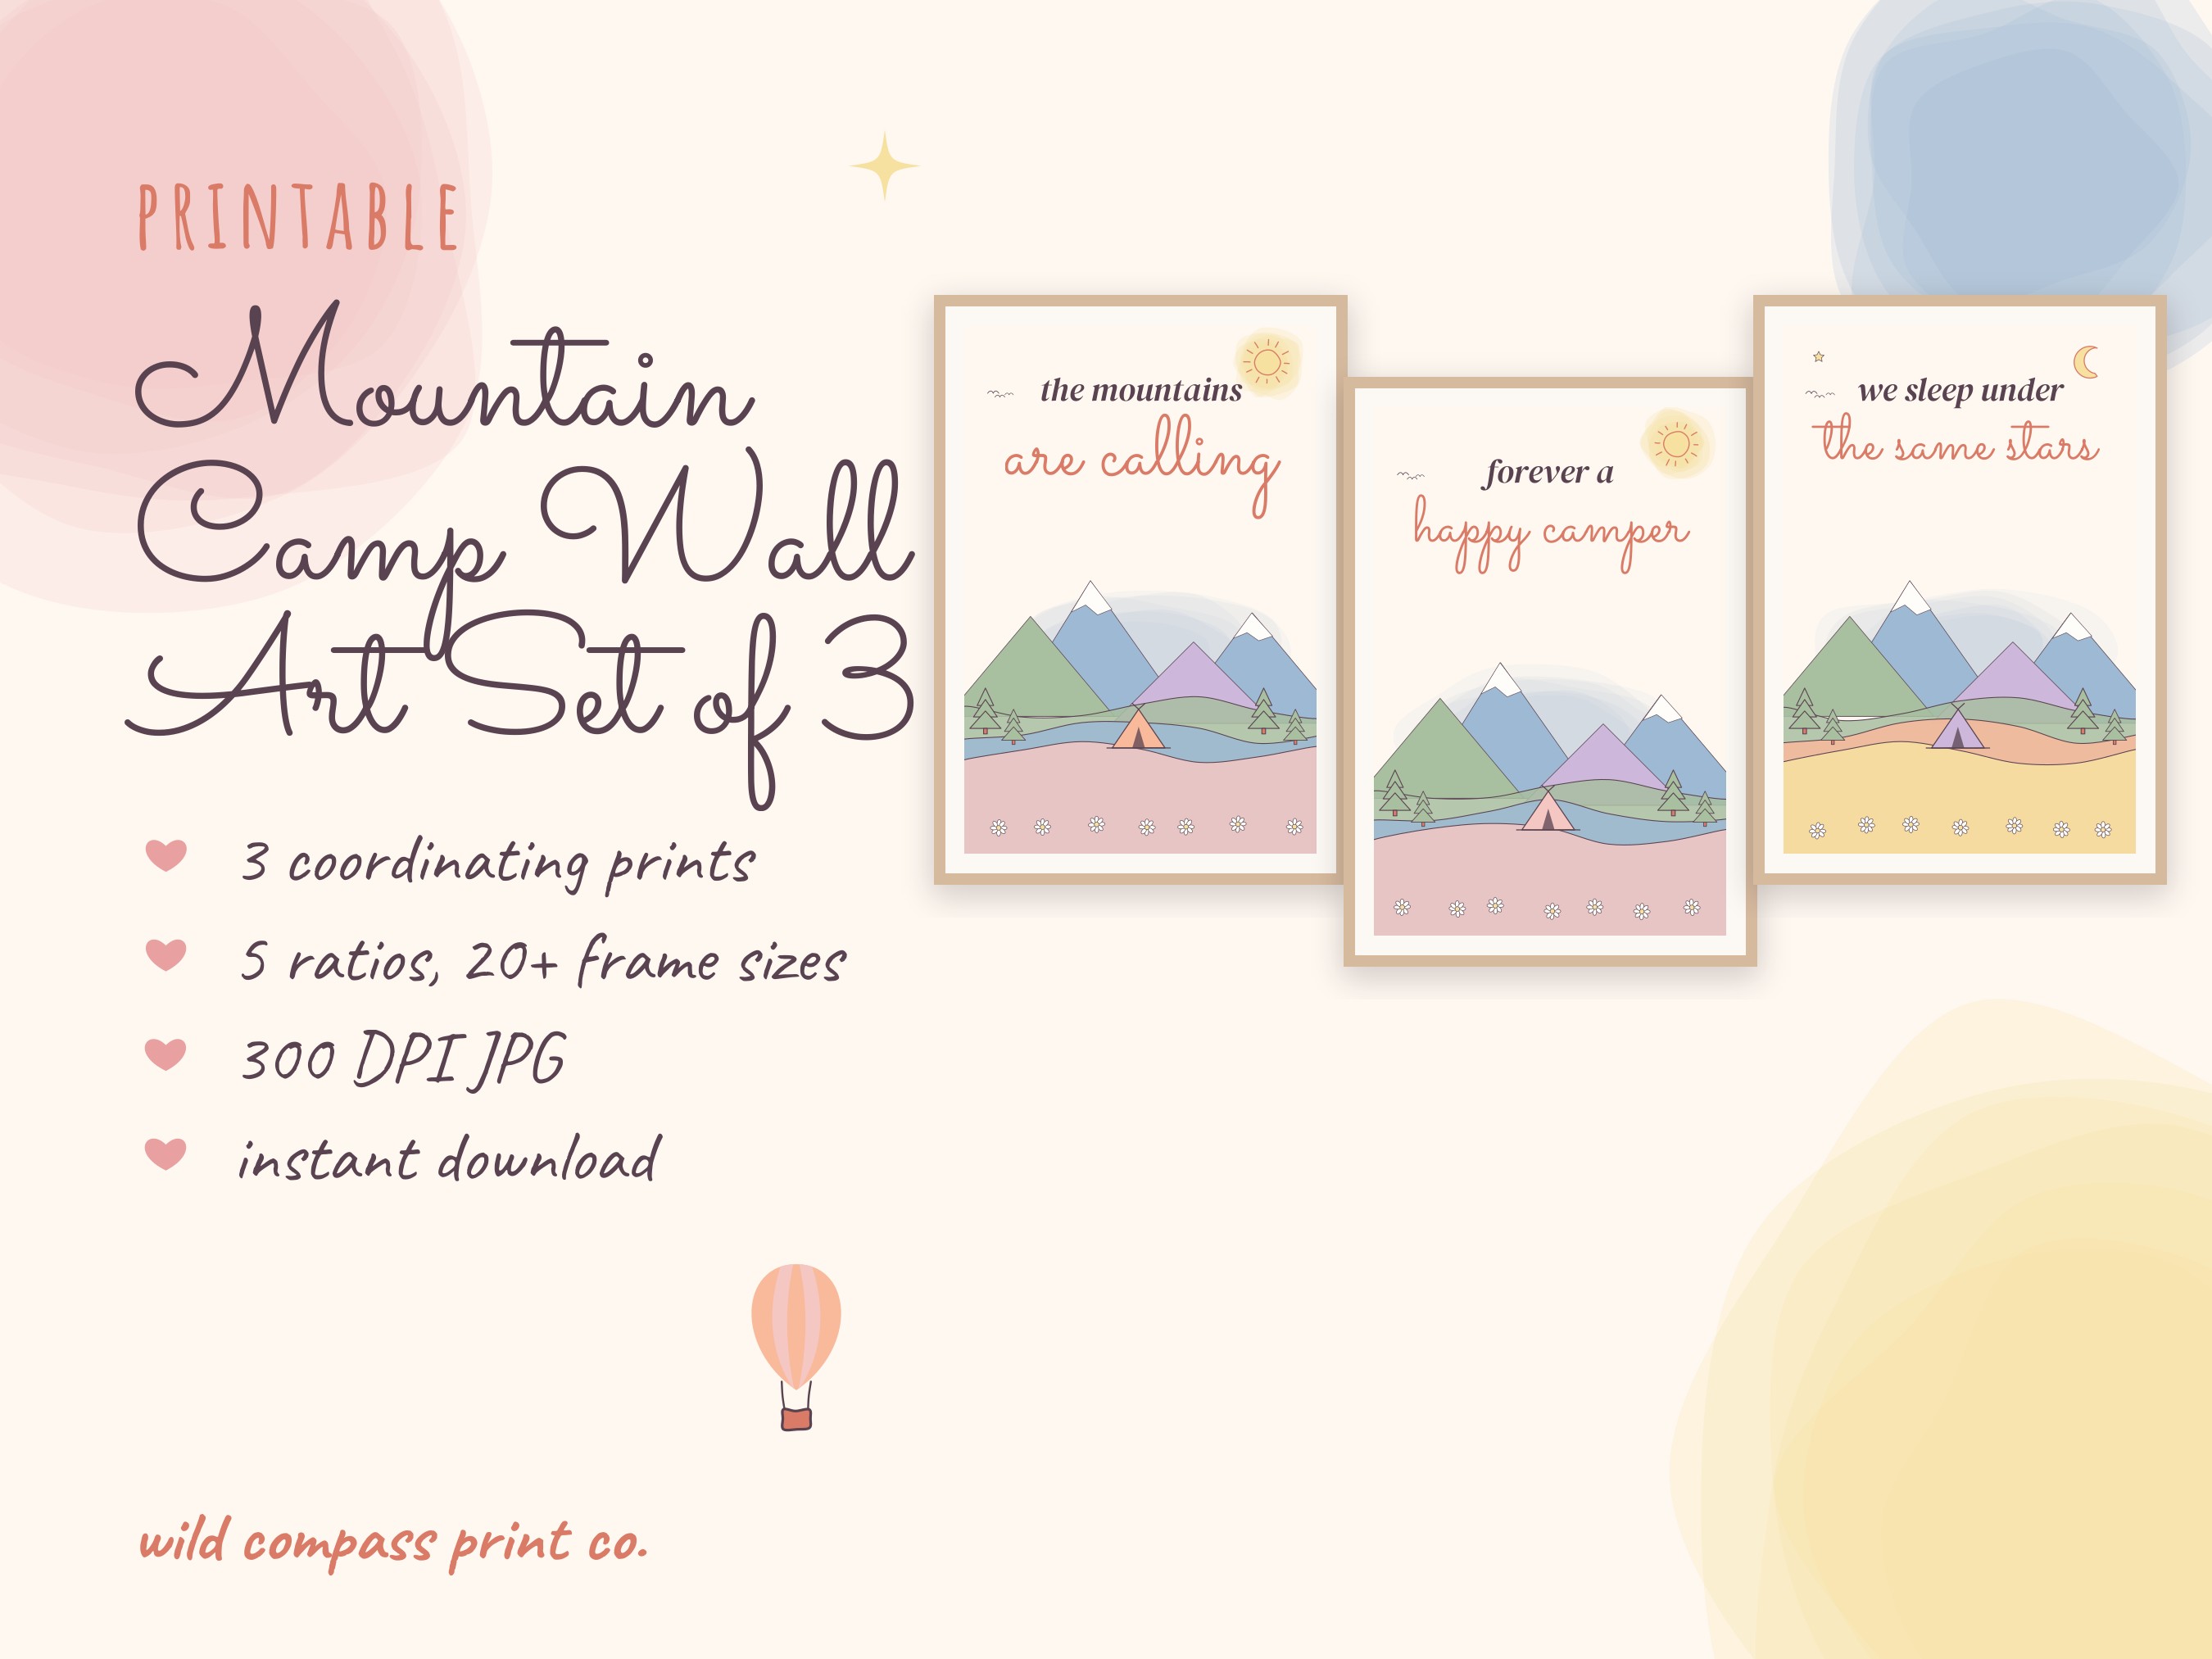 PRINTABLE
Mountain
Camp Wall
Art Set of 3
3 coordinating prints
5 ratios, 20+ frame sizes
300 DPI JPG
instant download
wild compass print co.
the mountains
are calling
forever a
happy camper
we sleep under
the same stars